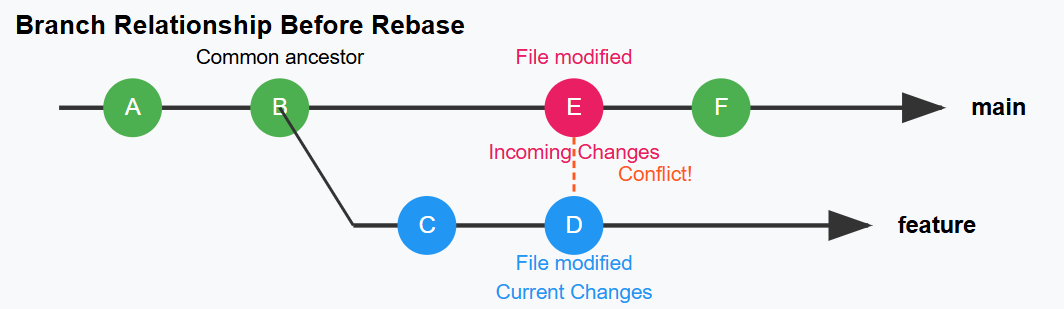 Branch Relationship Before Rebase
Common ancestor
File modified
A
B
E
F
main
Incoming Changes
Conflict!
C
D
feature
File modified
Current Changes